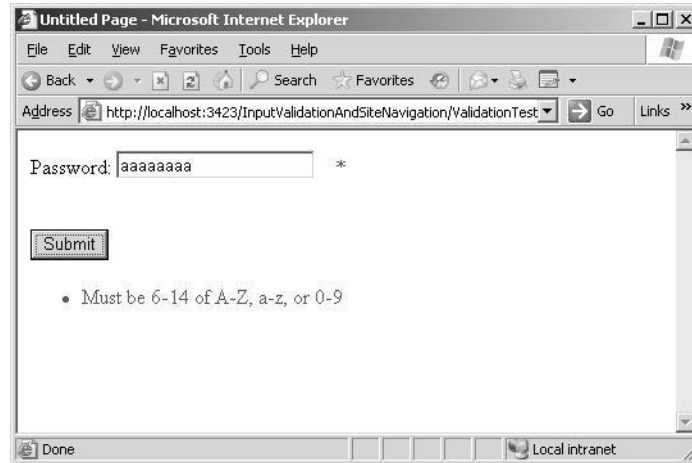 Untitled Page - Microsoft Internet Explorer
File Edit View Favorites Tools Help
Back Search Favorites
Address http://localhost:3423/InputValidationAndSiteNavigation/ValidationTest Go Links »
Password: aaaaaaaa *
Submit
• Must be 6-14 of A-Z, a-z, or 0-9
Done Local intranet